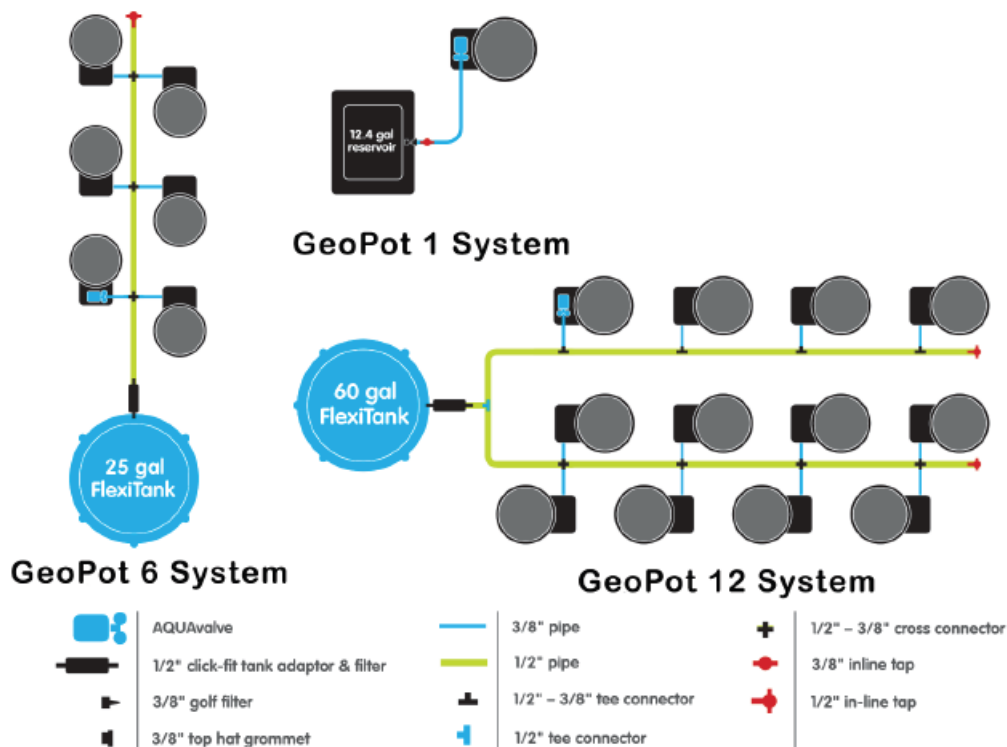 12.4 gal
reservoir
GeoPot 1 System
60 gal
FlexiTank
25 gal
FlexiTank
GeoPot 6 System
GeoPot 12 System
AQUAvalve
1/2" click-fit tank adaptor & filter
3/8" golf filter
3/8" top hat grommet
3/8" pipe
1/2" pipe
1/2" – 3/8" tee connector
1/2" tee connector
1/2" – 3/8" cross connector
3/8" inline tap
1/2" in-line tap